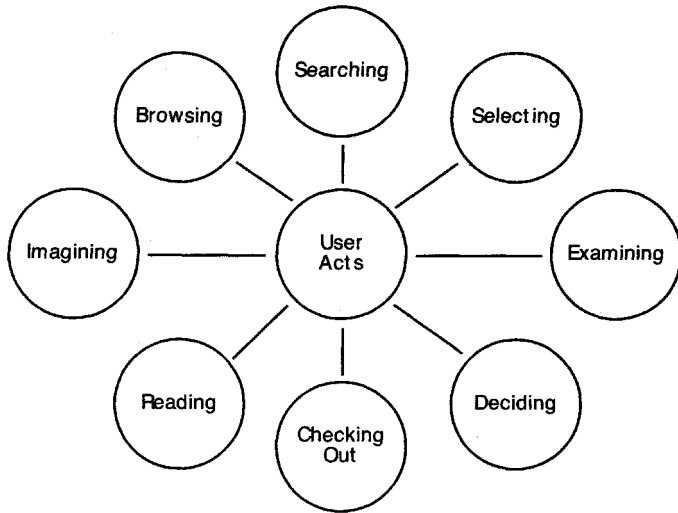 Searching
Browsing
Selecting
Imagining
User
Acts
Examining
Reading
Checking
Out
Deciding